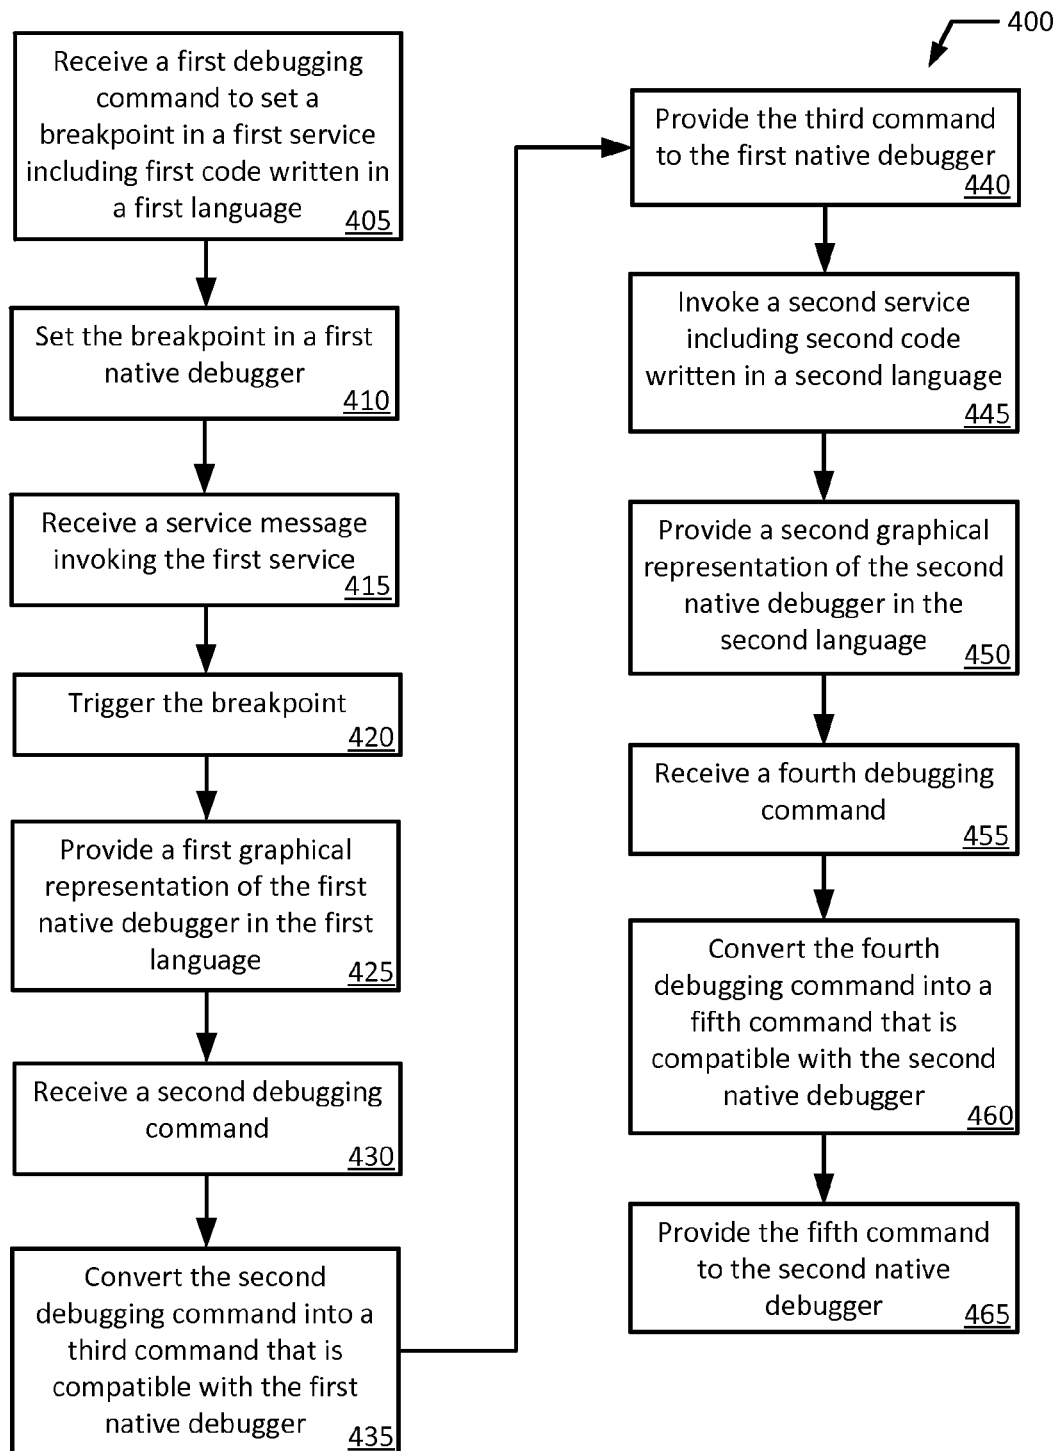 400
Receive a first debugging
command to set a
breakpoint in a first service
including first code written in
a first language
405
Set the breakpoint in a first
native debugger
410
Receive a service message
invoking the first service
415
Trigger the breakpoint
420
Provide a first graphical
representation of the first
native debugger in the first
language
425
Receive a second debugging
command
430
Convert the second
debugging command into a
third command that is
compatible with the first
native debugger
435
Provide the third command
to the first native debugger
440
Invoke a second service
including second code
written in a second language
445
Provide a second graphical
representation of the second
native debugger in the
second language
450
Receive a fourth debugging
command
455
Convert the fourth
debugging command into a
fifth command that is
compatible with the second
native debugger
460
Provide the fifth command
to the second native
debugger
465